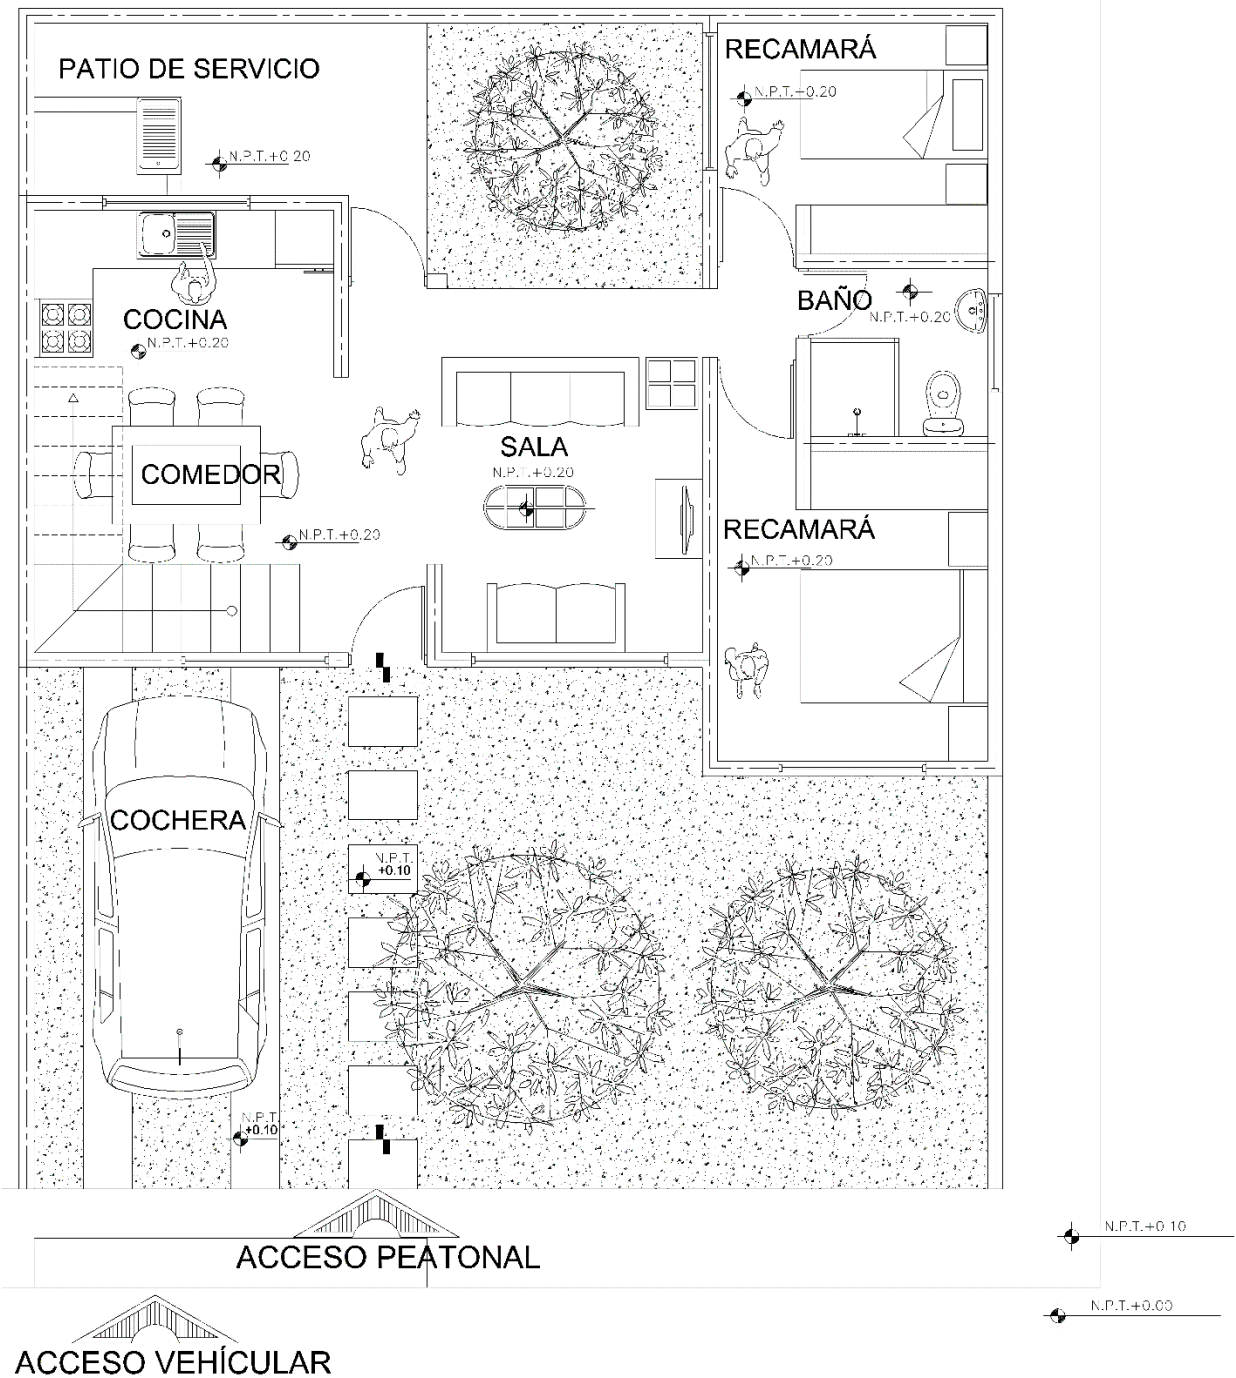 PATIO DE SERVICIO
RECAMARÁ
N.P.T.+0.20
N.P.T.+0.20
BAÑO
N.P.T.+0.20
COCINA
N.P.T.+0.20
SALA
N.P.T.+0.20
COMEDOR
N.P.T.+0.20
RECAMARÁ
N.P.T.+0.20
COCHERA
N.P.T.
+0.10
N.P.T.
+0.10
N.P.T.+0.10
ACCESO PEATONAL
N.P.T.+0.00
ACCESO VEHÍCULAR